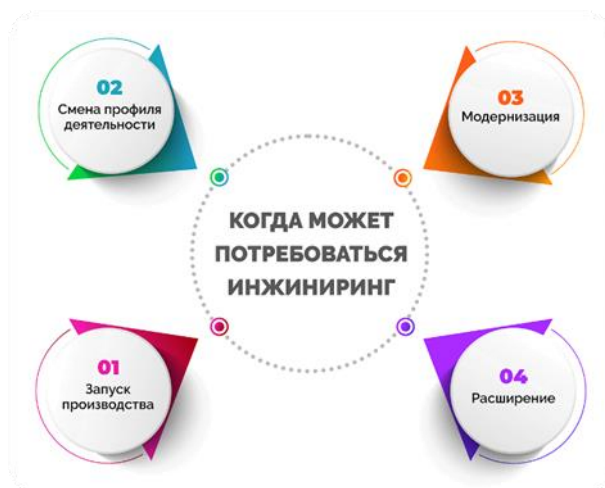 02
Смена профиля
деятельности
03
Модернизация
КОГДА МОЖЕТ
ПОТРЕБОВАТЬСЯ
ИНЖИНИРИНГ
01
Запуск
производства
04
Расширение